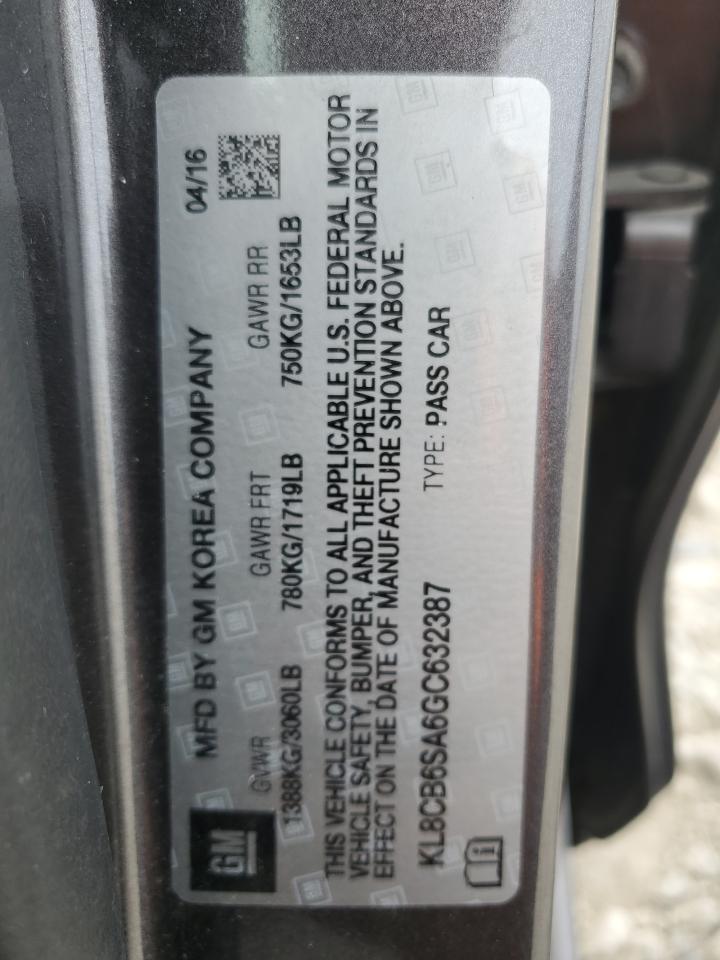 GM
MFD BY GM KOREA COMPANY 04/16
GVWR GAWR FRT GAWR RR
1388KG/3060LB 780KG/1719LB 750KG/1653LB
THIS VEHICLE CONFORMS TO ALL APPLICABLE U.S. FEDERAL MOTOR
VEHICLE SAFETY, BUMPER, AND THEFT PREVENTION STANDARDS IN
EFFECT ON THE DATE OF MANUFACTURE SHOWN ABOVE.
KL8CB6SA6GC632387 TYPE: PASS CAR